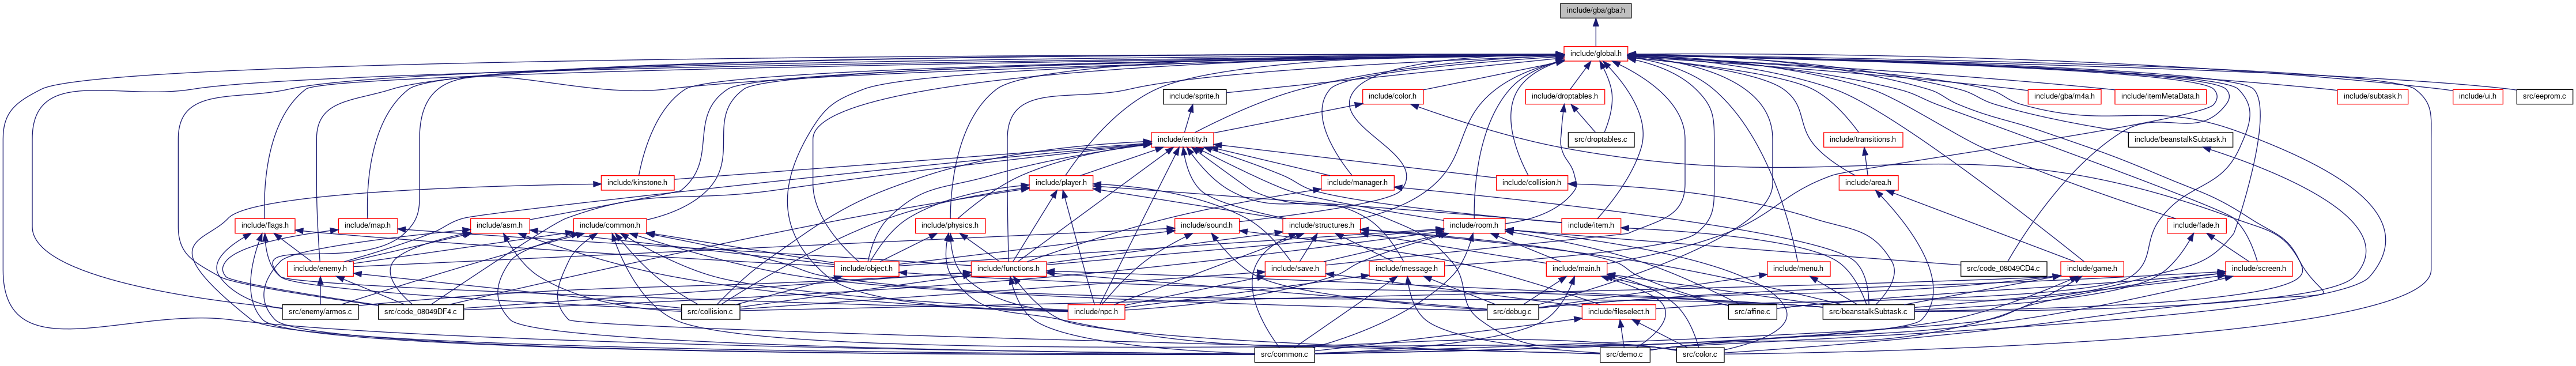 include/gba/gba.h
include/global.h
include/sprite.h
include/color.h
include/droptables.h
include/gba/m4a.h
include/itemMetaData.h
include/subtask.h
include/ui.h
src/eeprom.c
include/entity.h
src/droptables.c
include/transitions.h
include/beanstalkSubtask.h
include/kinstone.h
include/player.h
include/manager.h
include/collision.h
include/area.h
include/flags.h
include/map.h
include/asm.h
include/common.h
include/physics.h
include/sound.h
include/structures.h
include/room.h
include/item.h
include/fade.h
include/enemy.h
include/object.h
include/functions.h
include/save.h
include/message.h
include/main.h
include/menu.h
src/code_08049CD4.c
include/game.h
include/screen.h
src/enemy/armos.c
src/code_08049DF4.c
src/collision.c
include/npc.h
src/debug.c
include/fileselect.h
src/affine.c
src/beanstalkSubtask.c
src/common.c
src/demo.c
src/color.c